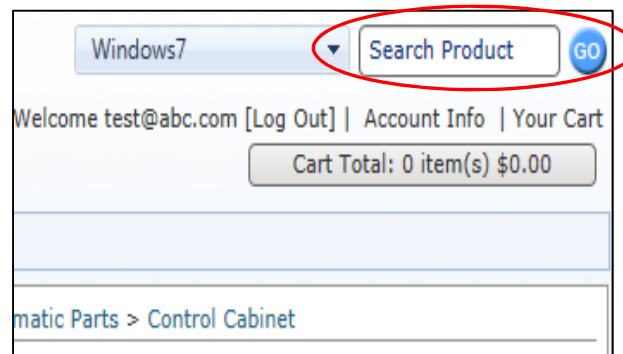 Windows7 Search Product GO
Welcome test@abc.com [Log Out] | Account Info | Your Cart
Cart Total: 0 item(s) $0.00
matic Parts > Control Cabinet